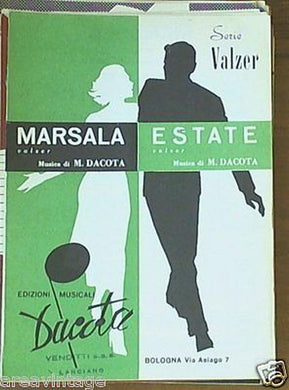 Serie
Valzer
MARSALA
valzer
Musica di M. DACOTA
ESTATE
valzer
Musica di M. DACOTA
EDIZIONI MUSICALI
Dacota
VENDITTI s.a.s.
LANCIANO
BOLOGNA Via Asiago 7
areavintage